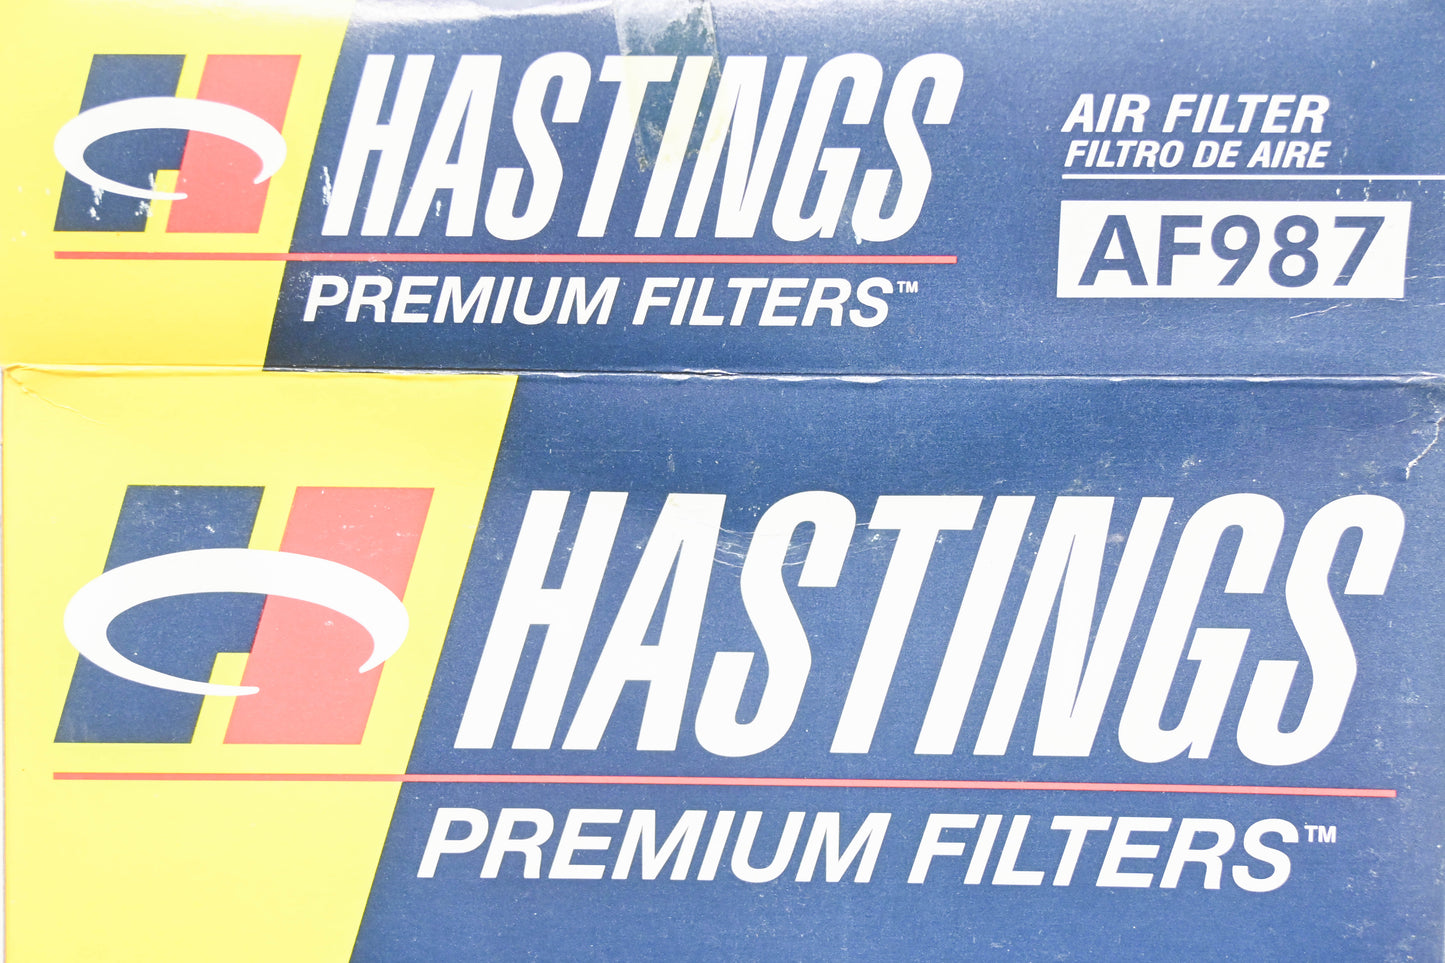 HASTINGS
PREMIUM FILTERS™
AIR FILTER
FILTRO DE AIRE
AF987
HASTINGS
PREMIUM FILTERS™